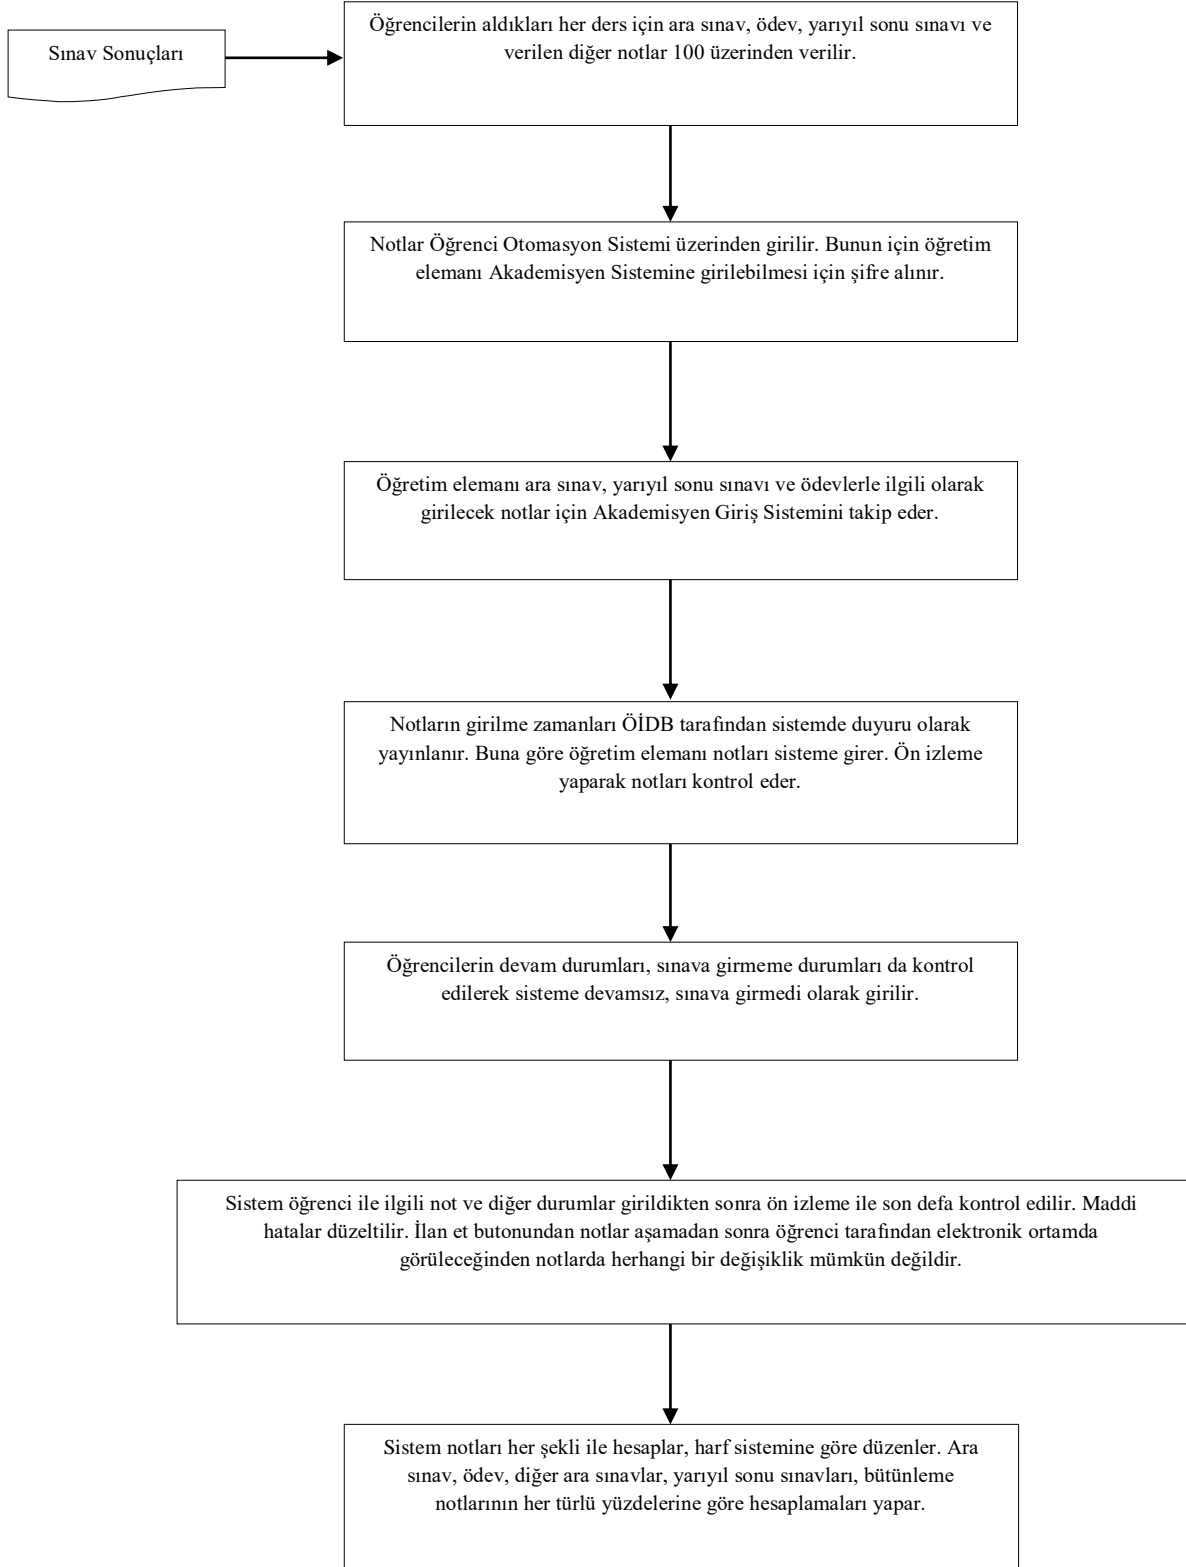 Sınav Sonuçları
Öğrencilerin aldıkları her ders için ara sınav, ödev, yarıyıl sonu sınavı ve
verilen diğer notlar 100 üzerinden verilir.
Notlar Öğrenci Otomasyon Sistemi üzerinden girilir. Bunun için öğretim
elemanı Akademisyen Sistemine girilebilmesi için şifre alınır.
Öğretim elemanı ara sınav, yarıyıl sonu sınavı ve ödevlerle ilgili olarak
girilecek notlar için Akademisyen Giriş Sistemini takip eder.
Notların girilme zamanları ÖİDB tarafından sistemde duyuru olarak
yayınlanır. Buna göre öğretim elemanı notları sisteme girer. Ön izleme
yaparak notları kontrol eder.
Öğrencilerin devam durumları, sınava girmeme durumları da kontrol
edilerek sisteme devamsız, sınava girmedi olarak girilir.
Sistem öğrenci ile ilgili not ve diğer durumlar girildikten sonra ön izleme ile son defa kontrol edilir. Maddi
hatalar düzeltilir. İlan et butonundan notlar aşamadan sonra öğrenci tarafından elektronik ortamda
görüleceğinden notlarda herhangi bir değişiklik mümkün değildir.
Sistem notları her şekli ile hesaplar, harf sistemine göre düzenler. Ara
sınav, ödev, diğer ara sınavlar, yarıyıl sonu sınavları, bütünleme
notlarının her türlü yüzdelerine göre hesaplamaları yapar.